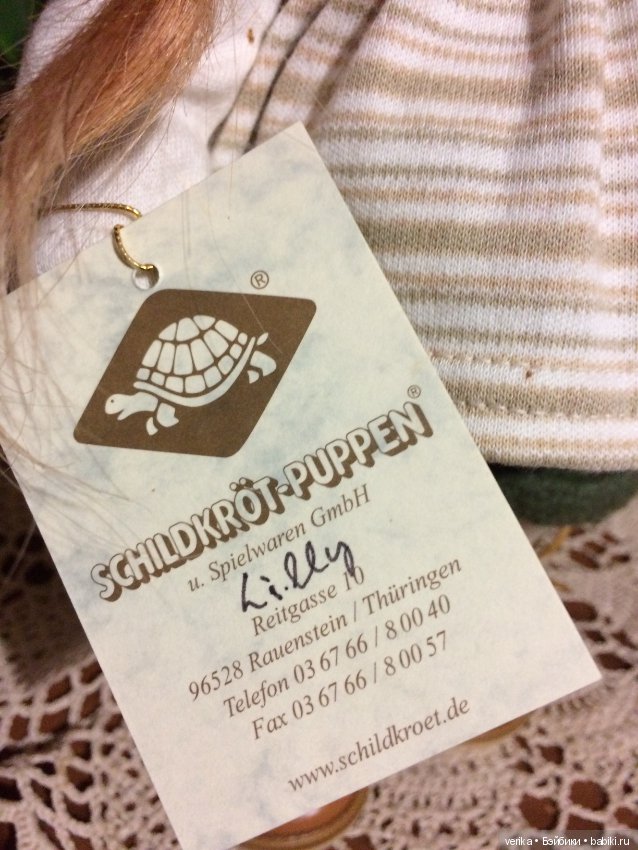 ®
SCHILDKRÖT-PUPPEN®
u. Spielwaren GmbH
Lilly
Reitgasse 10
96528 Rauenstein / Thüringen
Telefon 03 67 66 / 8 00 40
Fax 03 67 66 / 8 00 57
www.schildkroet.de
verika • Бэйбики • babiki.ru